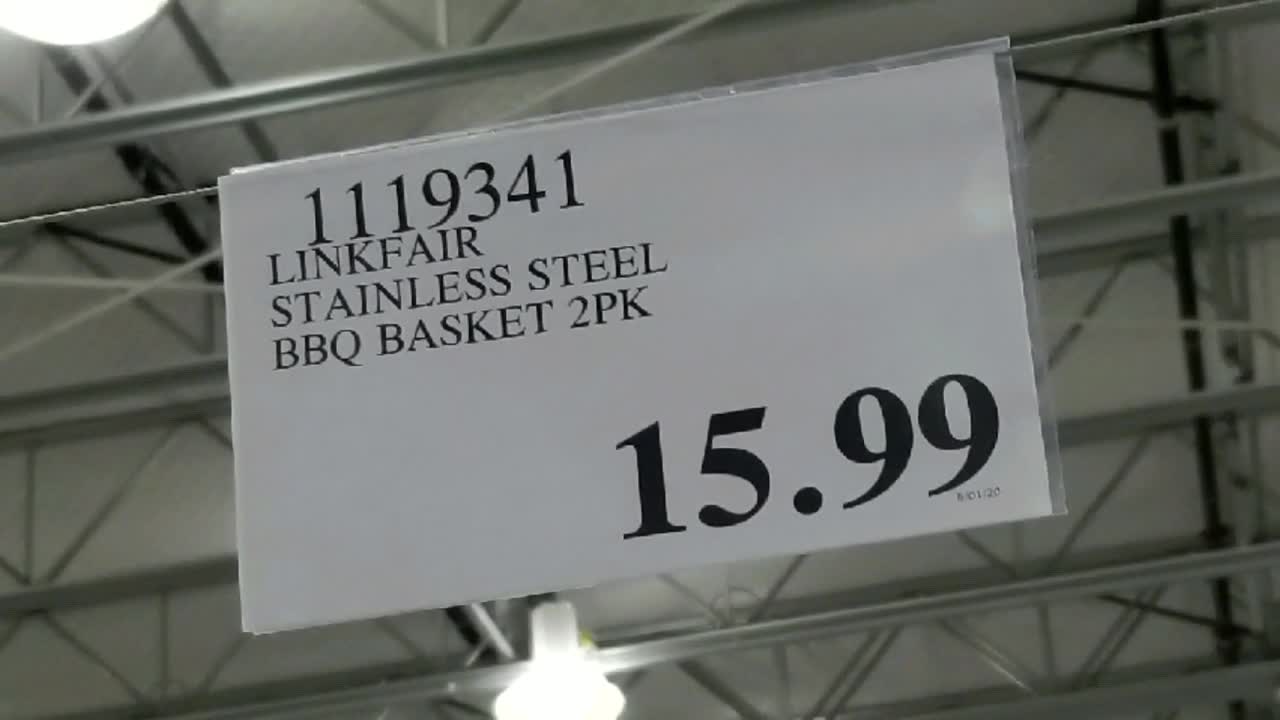 1119341
LINKFAIR
STAINLESS STEEL
BBQ BASKET 2PK
15.99